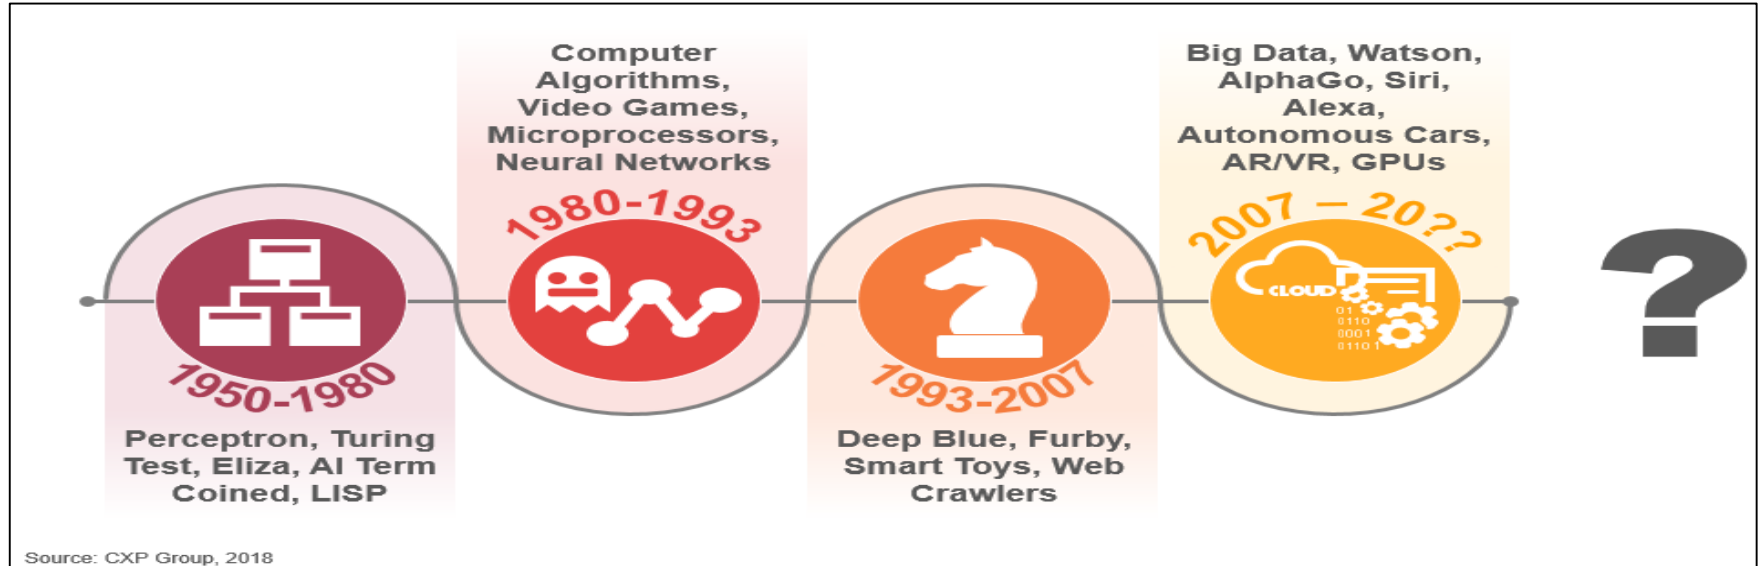 1950-1980
Perceptron, Turing
Test, Eliza, AI Term
Coined, LISP
Computer
Algorithms,
Video Games,
Microprocessors,
Neural Networks
1980-1993
1993-2007
Deep Blue, Furby,
Smart Toys, Web
Crawlers
Big Data, Watson,
AlphaGo, Siri,
Alexa,
Autonomous Cars,
AR/VR, GPUs
2007 – 20??
CLOUD
01
0110
0001
01101
?
Source: CXP Group, 2018